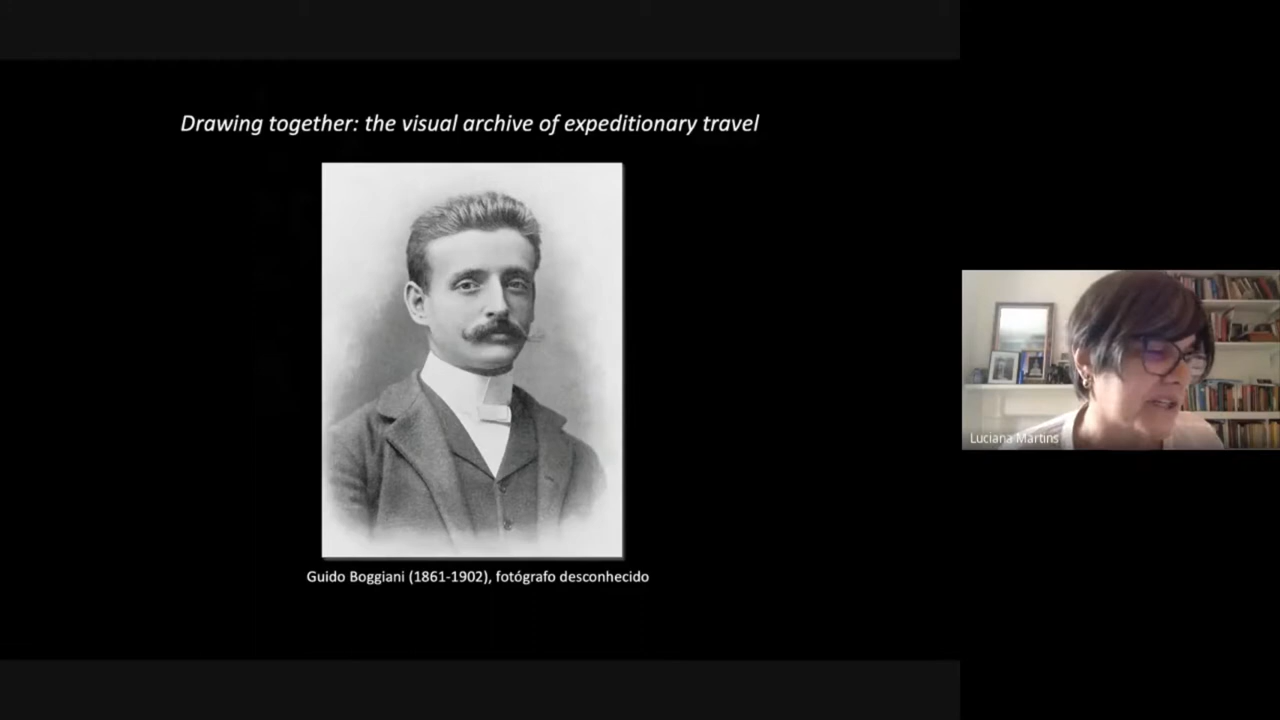 Drawing together: the visual archive of expeditionary travel
Guido Boggiani (1861-1902), fotógrafo desconhecido
Luciana Martins